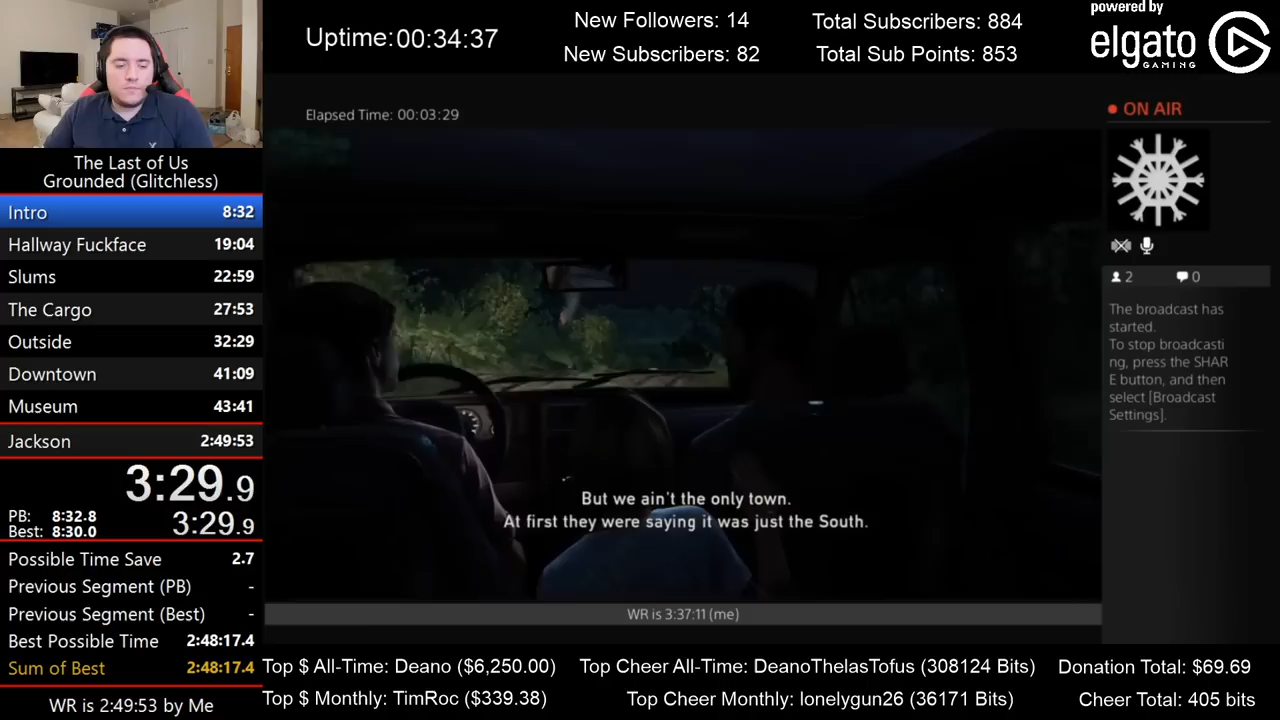 Uptime: 00:34:37
New Followers: 14
New Subscribers: 82
Total Subscribers: 884
Total Sub Points: 853
powered by
elgato
GAMING
Elapsed Time: 00:03:29
ON AIR
2
0
The broadcast has
started.
To stop broadcasti
ng, press the SHAR
E button, and then
select [Broadcast
Settings].
The Last of Us
Grounded (Glitchless)
Intro 8:32
Hallway Fuckface 19:04
Slums 22:59
The Cargo 27:53
Outside 32:29
Downtown 41:09
Museum 43:41
Jackson 2:49:53
3:29.9
PB: 8:32.8
Best: 8:30.0
3:29.9
Possible Time Save 2.7
Previous Segment (PB) -
Previous Segment (Best) -
Best Possible Time 2:48:17.4
Sum of Best 2:48:17.4
WR is 2:49:53 by Me
But we ain't the only town.
At first they were saying it was just the South.
WR is 3:37:11 (me)
Top $ All-Time: Deano ($6,250.00)
Top Cheer All-Time: DeanoThelasTofus (308124 Bits)
Donation Total: $69.69
Top $ Monthly: TimRoc ($339.38)
Top Cheer Monthly: lonelygun26 (36171 Bits)
Cheer Total: 405 bits